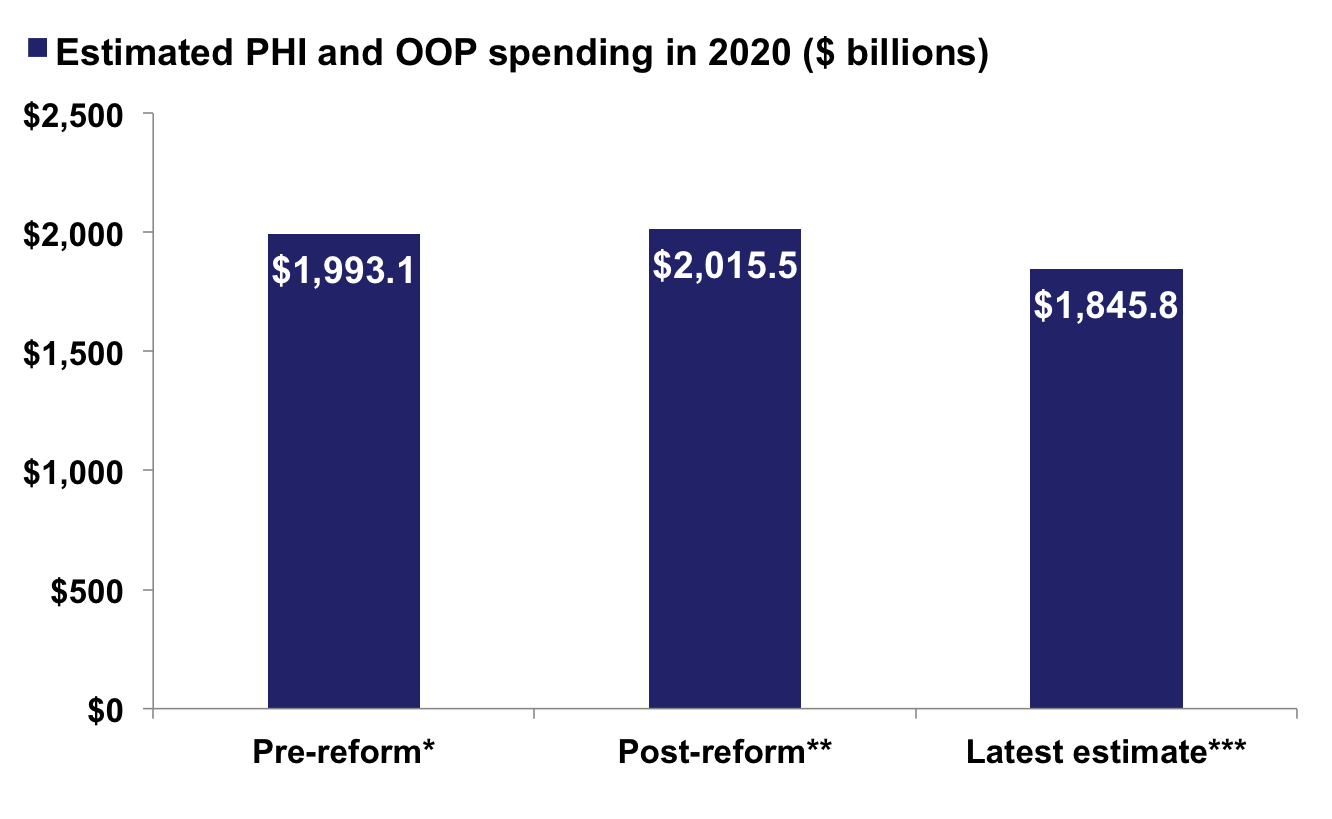 Estimated PHI and OOP spending in 2020 ($ billions)
$2,500
$2,000
$1,500
$1,000
$500
$0
$1,993.1
$2,015.5
$1,845.8
Pre-reform*
Post-reform**
Latest estimate***